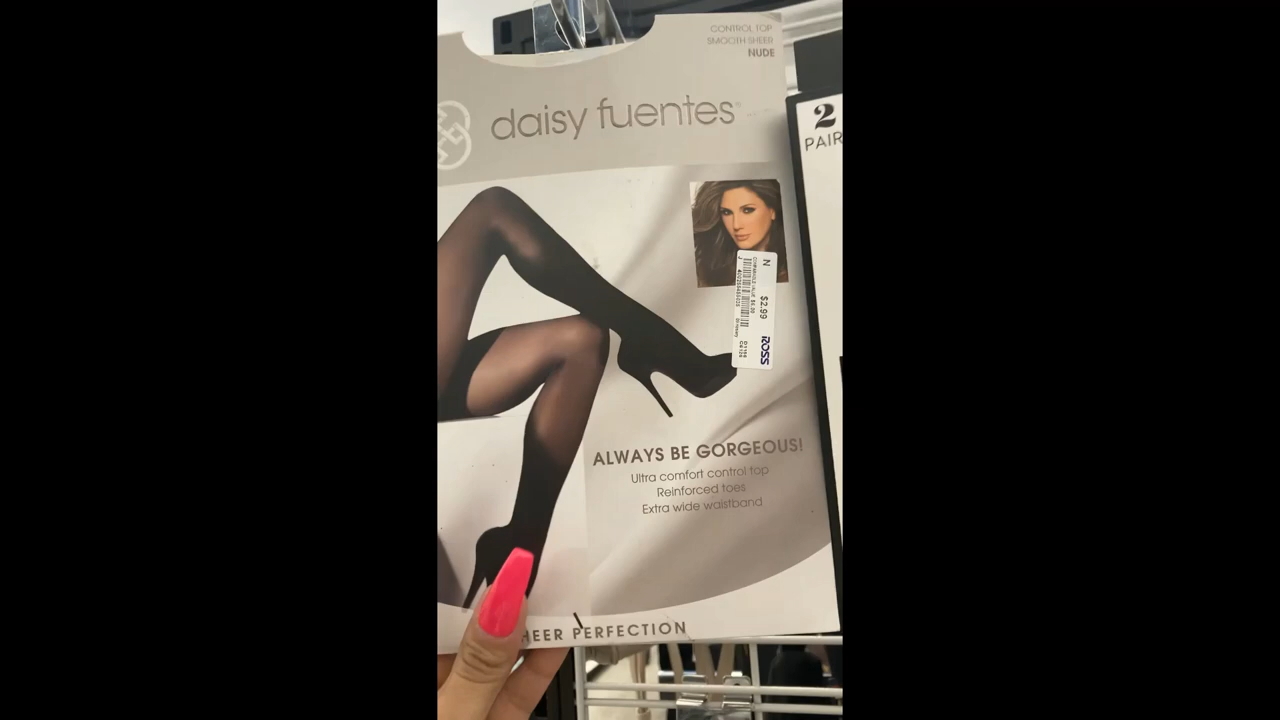 CONTROL TOP
SMOOTH SHEER
NUDE
daisy fuentes
2
PAIR
N
$2.99
ROSS
ALWAYS BE GORGEOUS!
Ultra comfort control top
Reinforced toes
Extra wide waistband
HEER PERFECTION